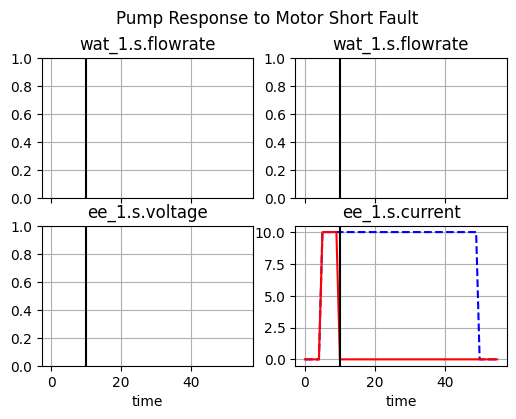 Pump Response to Motor Short Fault
wat_1.s.flowrate wat_1.s.flowrate
1.0 1.0
0.8 0.8
0.6 0.6
0.4 0.4
0.2 0.2
0.0 0.0
ee_1.s.voltage ee_1.s.current
1.0 10.0
0.8 7.5
0.6 5.0
0.4 2.5
0.2 0.0
0.0
0 20 40 0 20 40
time time